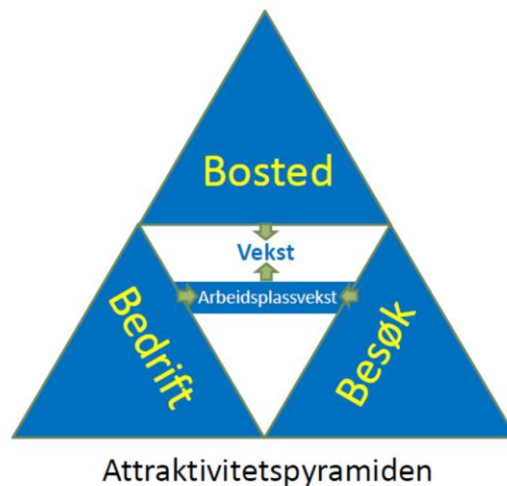 Bosted
Vekst
Arbeidsplassvekst
Bedrift
Besøk
Attraktivitetspyramiden